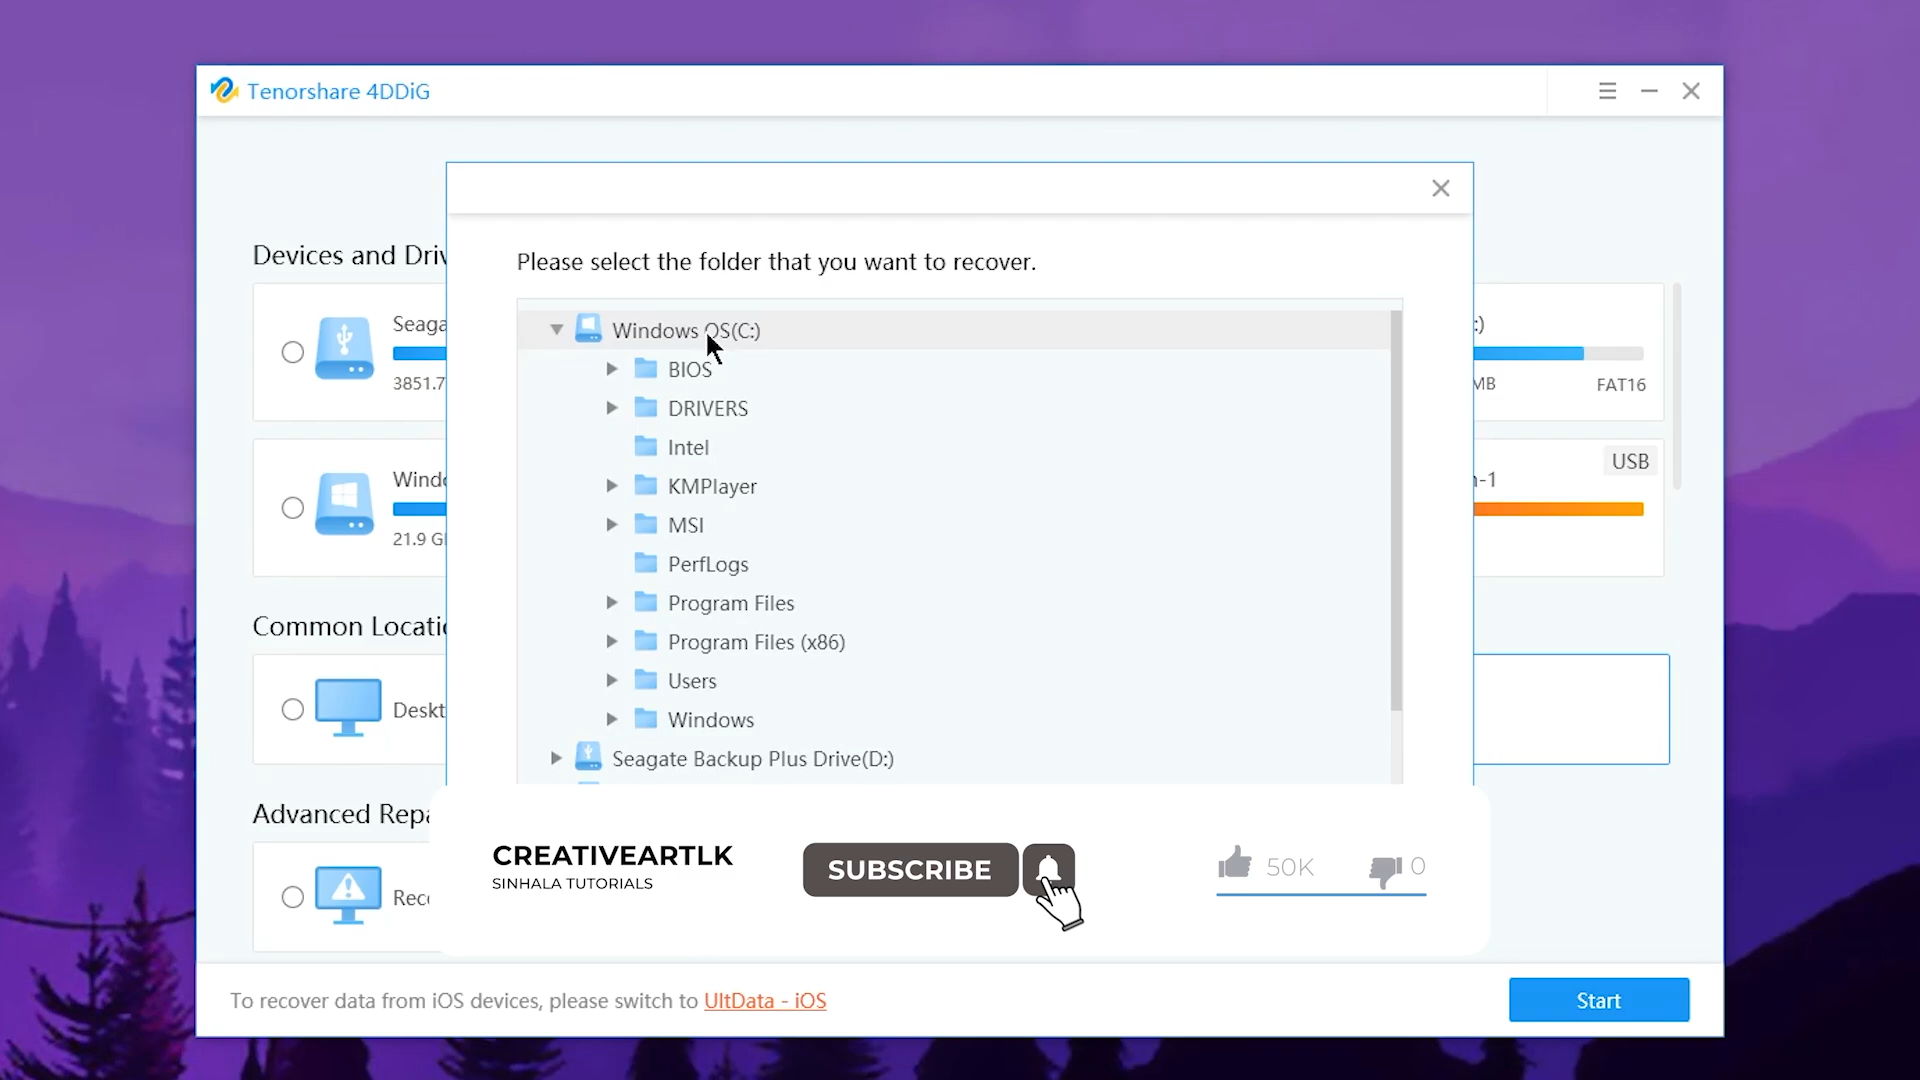 Tenorshare 4DDiG
Please select the folder that you want to recover.
Devices and Driv
Seaga
3851.7
Windo
21.9 G
Common Locatio
Deskt
Advanced Repa
Rec
Windows OS(C:)
BIOS
DRIVERS
Intel
KMPlayer
MSI
PerfLogs
Program Files
Program Files (x86)
Users
Windows
Seagate Backup Plus Drive(D:)
:)
MB FAT16
USB
-1
CREATIVEARTLK
SINHALA TUTORIALS
SUBSCRIBE
50K
0
To recover data from iOS devices, please switch to UltData - iOS
Start